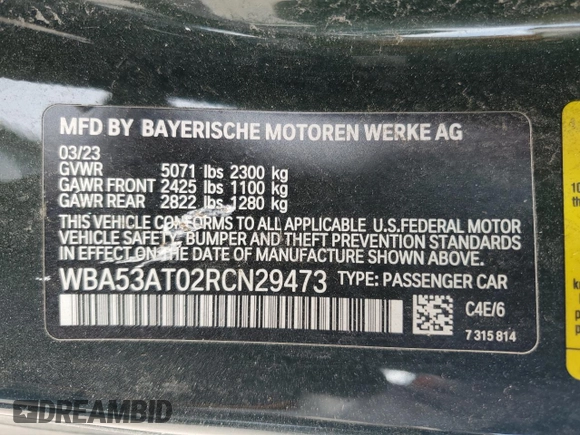 MFD BY BAYERISCHE MOTOREN WERKE AG
03/23
GVWR 5071 lbs 2300 kg
GAWR FRONT 2425 lbs 1100 kg
GAWR REAR 2822 lbs 1280 kg
THIS VEHICLE CONFORMS TO ALL APPLICABLE U.S.FEDERAL MOTOR
VEHICLE SAFETY, BUMPER AND THEFT PREVENTION STANDARDS
IN EFFECT ON THE DATE OF MANUFACTURE SHOWN ABOVE.
WBA53AT02RCN29473 TYPE: PASSENGER CAR
C4E/6
7 315 814
10
th
DREAMBID